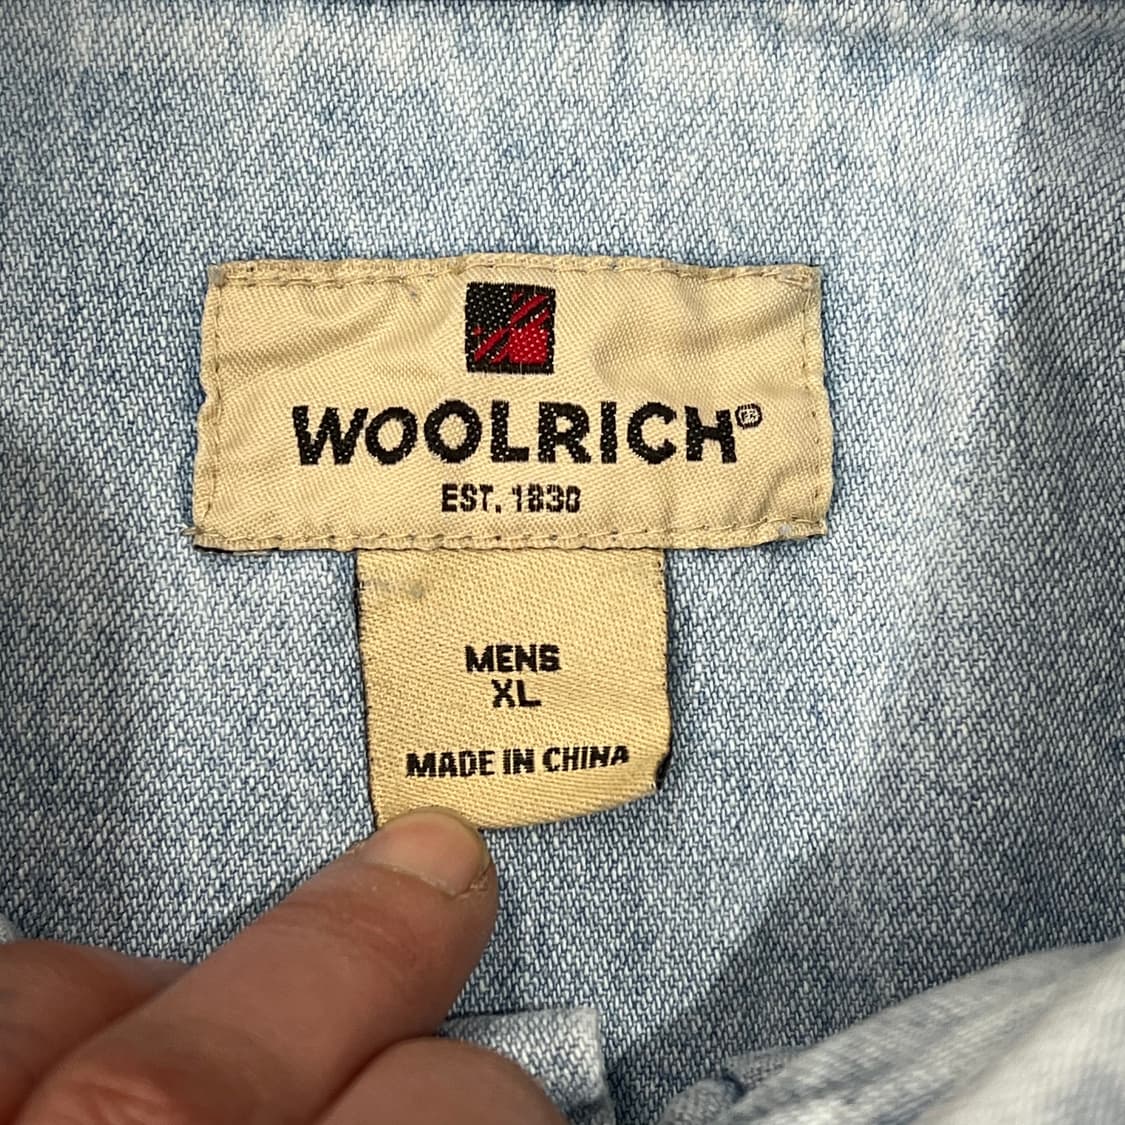 WOOLRICH®
EST. 1830
MENS
XL
MADE IN CHINA